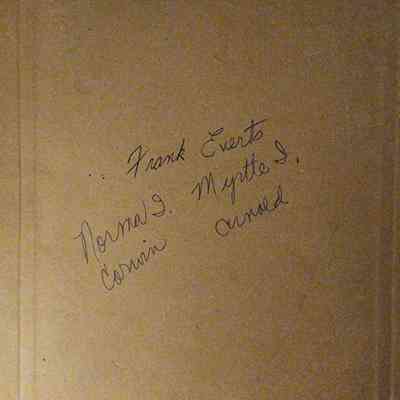 Frank Everts
Norma I. Myrtle I.
Corwin Arnold